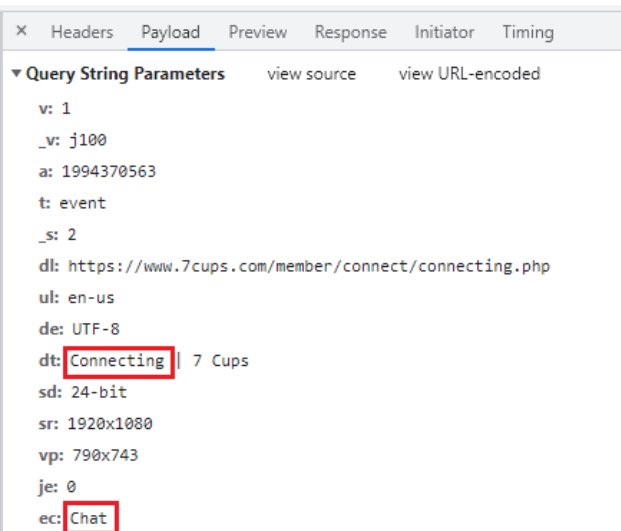 × Headers Payload Preview Response Initiator Timing
▼ Query String Parameters view source view URL-encoded
v: 1
_v: j100
a: 1994370563
t: event
_s: 2
dl: https://www.7cups.com/member/connect/connecting.php
ul: en-us
de: UTF-8
dt: Connecting | 7 Cups
sd: 24-bit
sr: 1920x1080
vp: 790x743
je: 0
ec: Chat